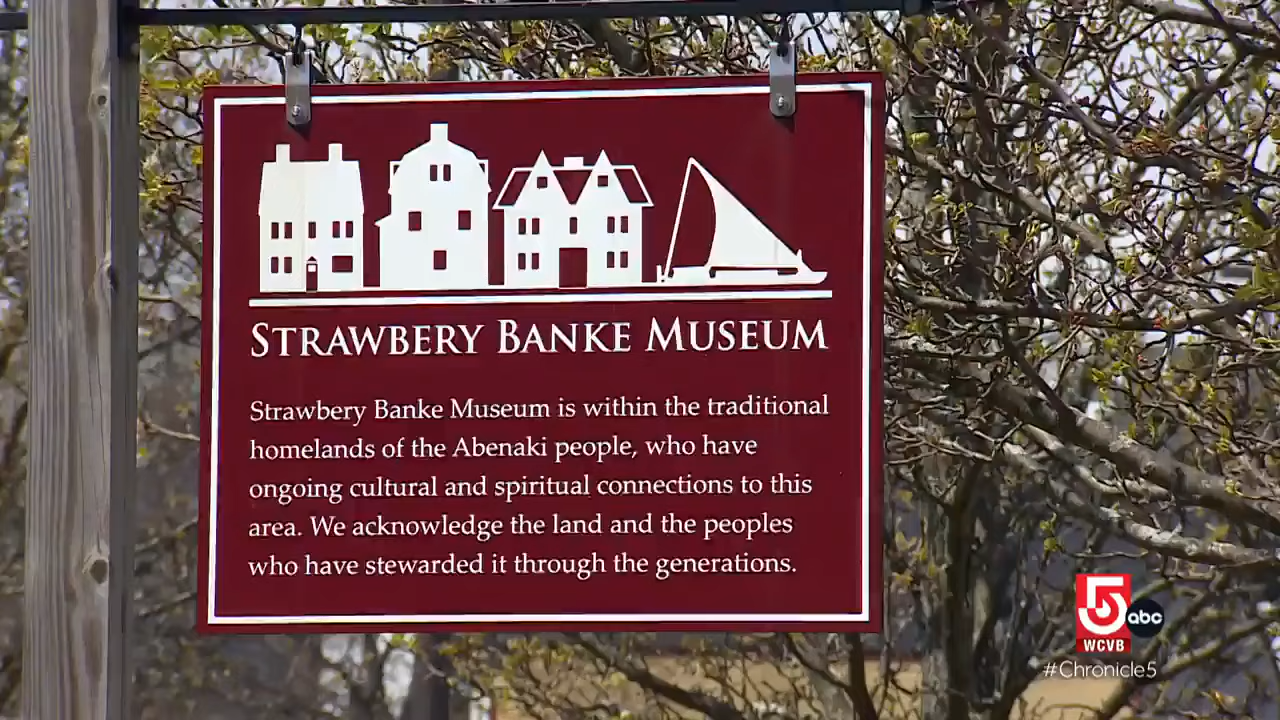 STRAWBERY BANKE MUSEUM
Strawbery Banke Museum is within the traditional
homelands of the Abenaki people, who have
ongoing cultural and spiritual connections to this
area. We acknowledge the land and the peoples
who have stewarded it through the generations.
5 abc
WCVB
#Chronicle5